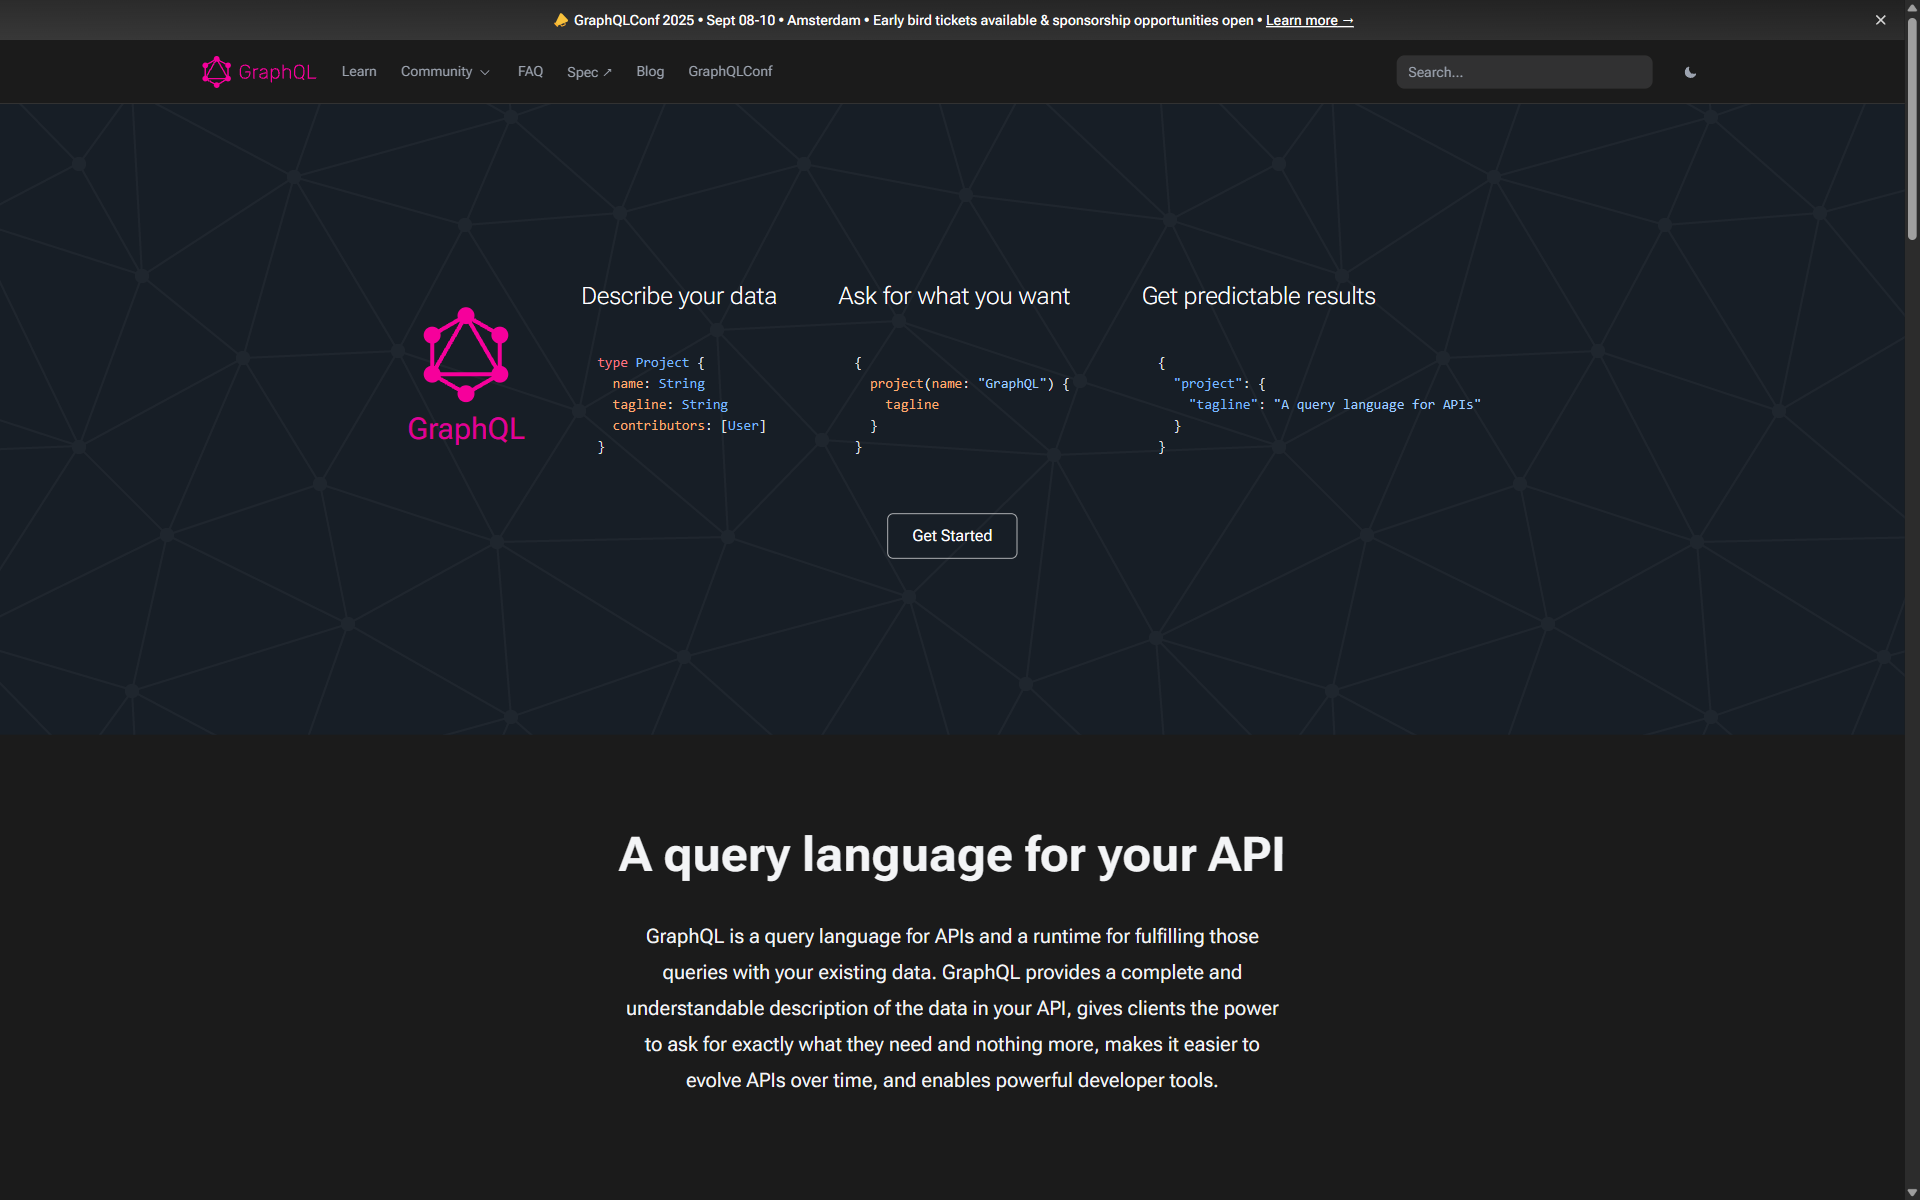 GraphQLConf 2025 • Sept 08-10 • Amsterdam • Early bird tickets available & sponsorship opportunities open • Learn more →
GraphQL
Learn
Community
FAQ
Spec ↗
Blog
GraphQLConf
Search...
GraphQL
Describe your data
type Project {
  name: String
  tagline: String
  contributors: [User]
}
Ask for what you want
{
  project(name: "GraphQL") {
    tagline
  }
}
Get predictable results
{
  "project": {
    "tagline": "A query language for APIs"
  }
}
Get Started
A query language for your API
GraphQL is a query language for APIs and a runtime for fulfilling those
queries with your existing data. GraphQL provides a complete and
understandable description of the data in your API, gives clients the power
to ask for exactly what they need and nothing more, makes it easier to
evolve APIs over time, and enables powerful developer tools.